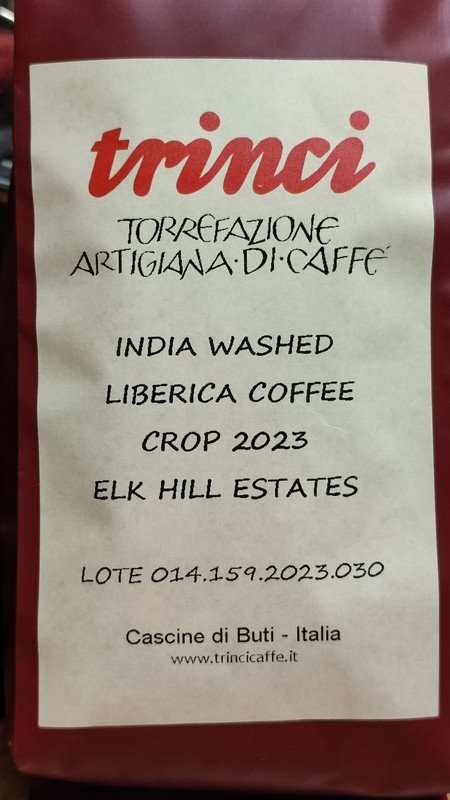 trinci
TORREFAZIONE
ARTIGIANA·DI·CAFFE´
INDIA WASHED
LIBERICA COFFEE
CROP 2023
ELK HILL ESTATES
LOTE 014.159.2023.030
Cascine di Buti - Italia
www.trincicaffe.it